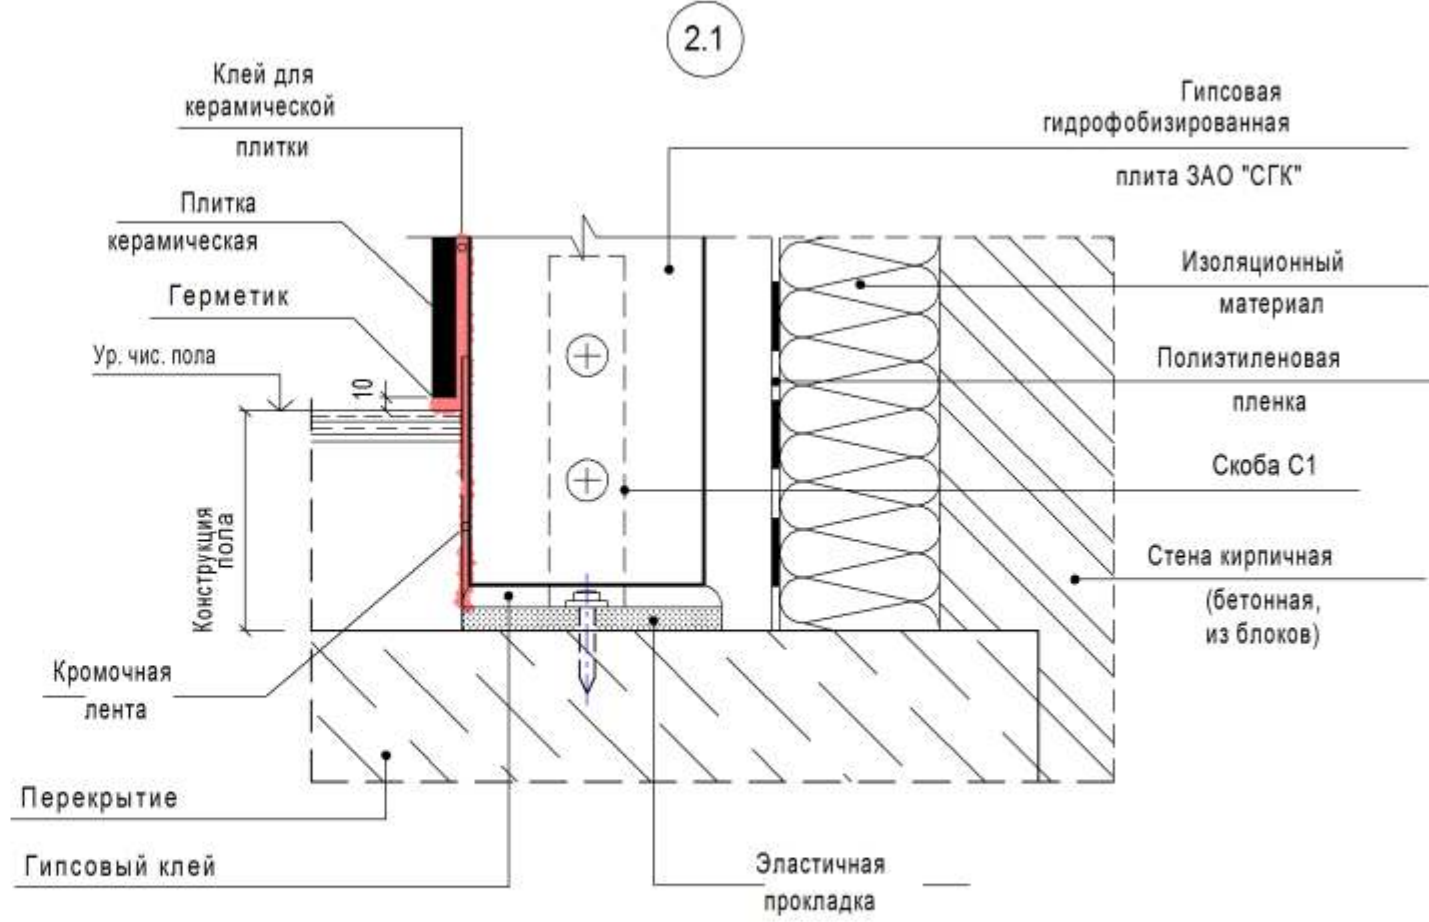 2.1
Клей для
керамической
плитки
Гипсовая
гидрофобизированная
плита ЗАО "СГК"
Плитка
керамическая
Герметик
Ур. чис. пола
10
Изоляционный
материал
Полиэтиленовая
пленка
Скоба С1
Конструкция
пола
Стена кирпичная
(бетонная,
из блоков)
Кромочная
лента
Перекрытие
Гипсовый клей
Эластичная
прокладка